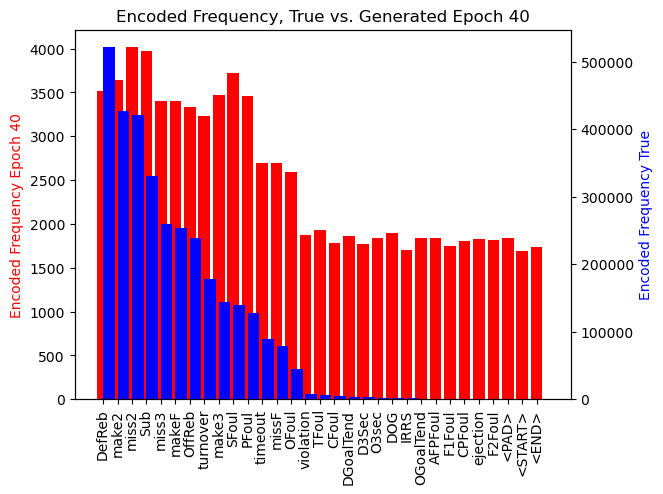 Encoded Frequency, True vs. Generated Epoch 40
Encoded Frequency Epoch 40
4000
3500
3000
2500
2000
1500
1000
500
0
500000
400000
300000
200000
100000
0
Encoded Frequency True
DefReb
make2
miss2
Sub
miss3
makeF
OffReb
turnover
make3
SFoul
PFoul
timeout
missF
OFoul
violation
TFoul
CFoul
DGoalTend
D3Sec
O3sec
DOG
IRRS
OGoalTend
AFPFoul
F1Foul
CPFoul
ejection
F2Foul
<PAD>
<START>
<END>